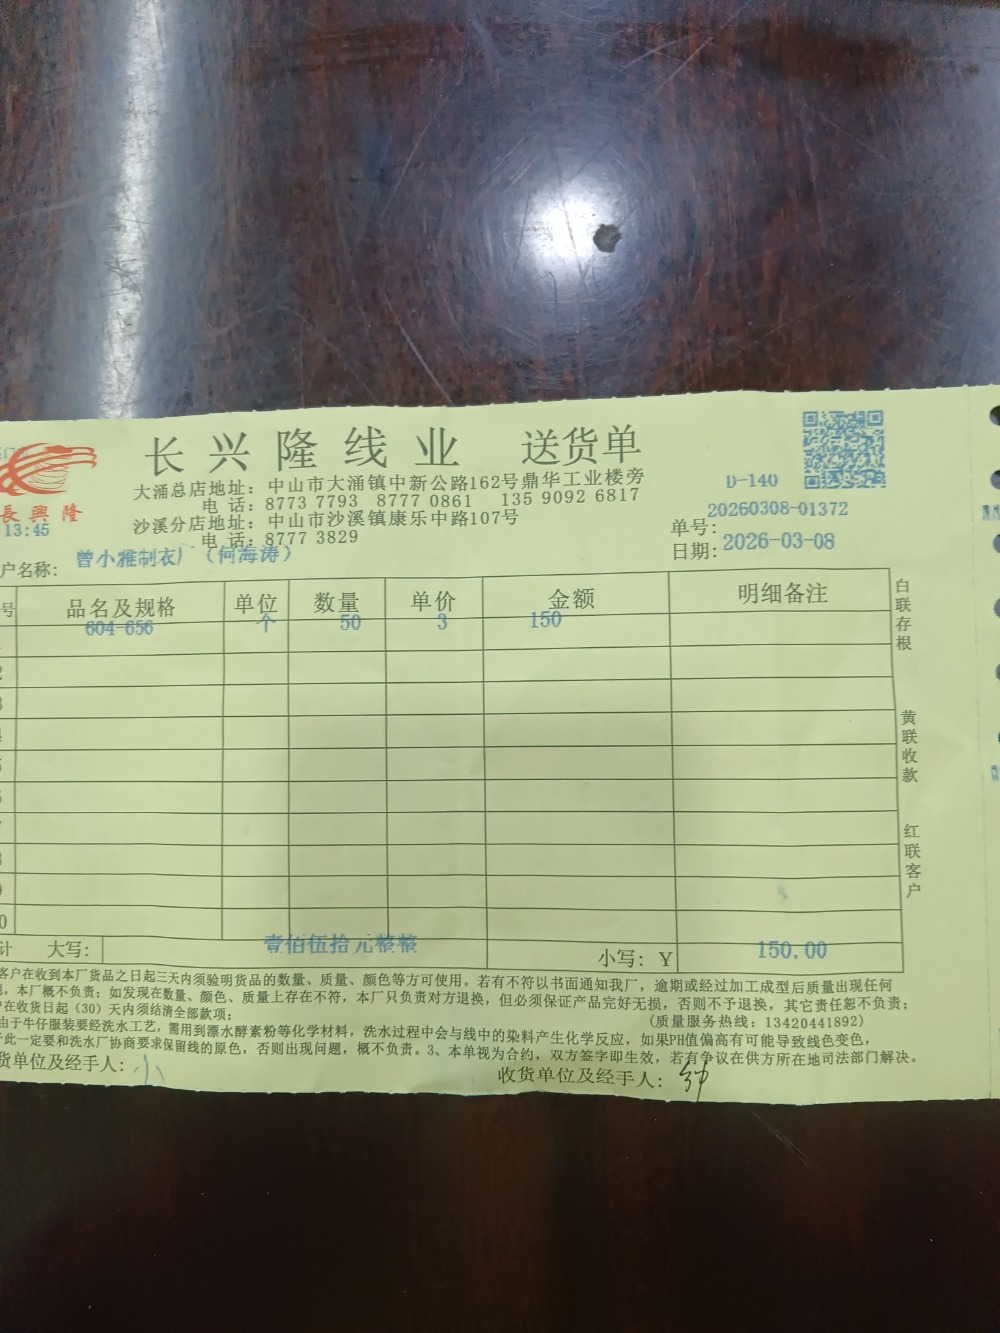 长兴隆线业 送货单
長興隆
13:45
大涌总店地址：中山市大涌镇中新公路162号鼎华工业楼旁
电 话：8773 7793 8777 0861 135 9092 6817
沙溪分店地址：中山市沙溪镇康乐中路107号
电 话：8777 3829
D-140
单号：20260308-01372
日期：2026-03-08
户名称：曾小雅制衣厂（何海涛）
号 品名及规格 单位 数量 单价 金额 明细备注
604-656 个 50 3 150
白联存根
黄联收款
红联客户
计 大写：壹佰伍拾元整整 小写：Y 150.00
客户在收到本厂货品之日起三天内须验明货品的数量、质量、颜色等方可使用。若有不符以书面通知我厂，逾期或经过加工成型后质量出现任何
，本厂概不负责；如发现在数量、颜色、质量上存在不符，本厂只负责对方退换，但必须保证产品完好无损，否则不予退换，其它责任恕不负责；
在收货日起（30）天内须结清全部款项；
（质量服务热线：13420441892）
由于牛仔服装要经洗水工艺，需用到漂水酵素粉等化学材料，洗水过程中会与线中的染料产生化学反应，如果PH值偏高有可能导致线色变色，
此一定要和洗水厂协商要求保留线的原色，否则出现问题，概不负责。3、本单视为合约，双方签字即生效，若有争议在供方所在地司法部门解决。
货单位及经手人：小
收货单位及经手人：